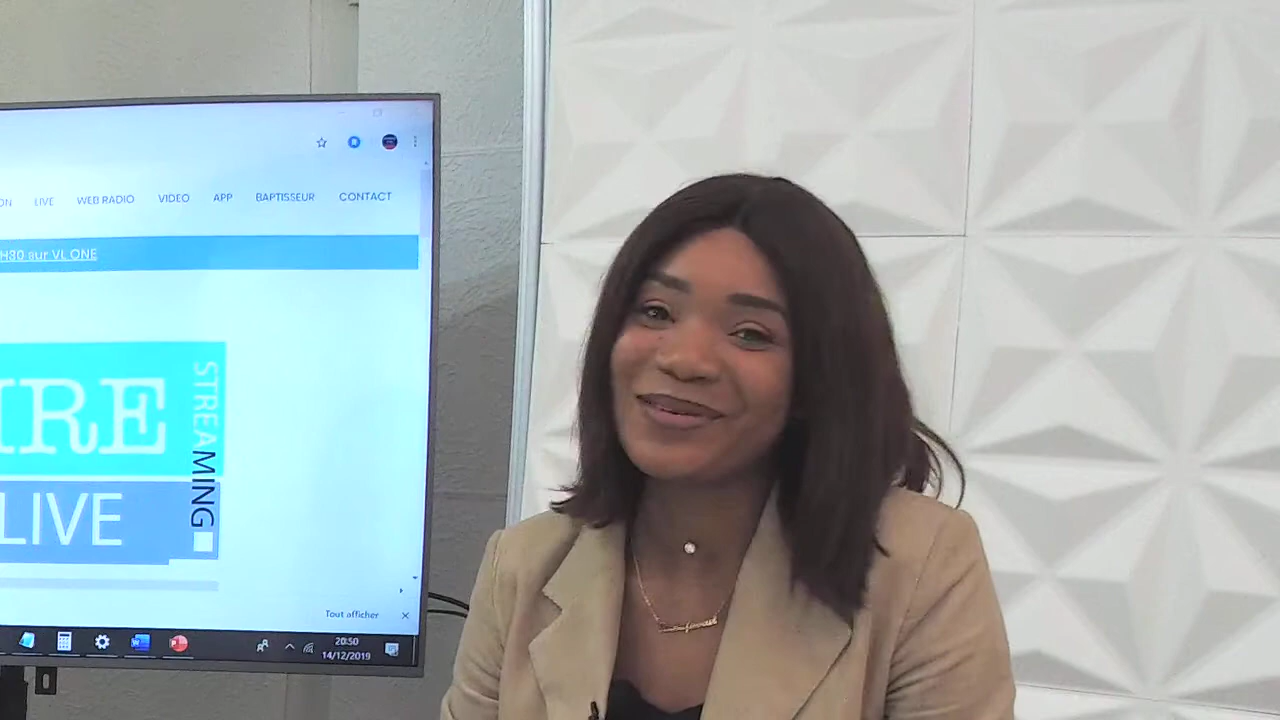 ON LIVE WEB RADIO VIDEO APP BAPTISSEUR CONTACT
H30 sur VL ONE
IRE
STREAMING
LIVE
Tout afficher
20:50
14/12/2019